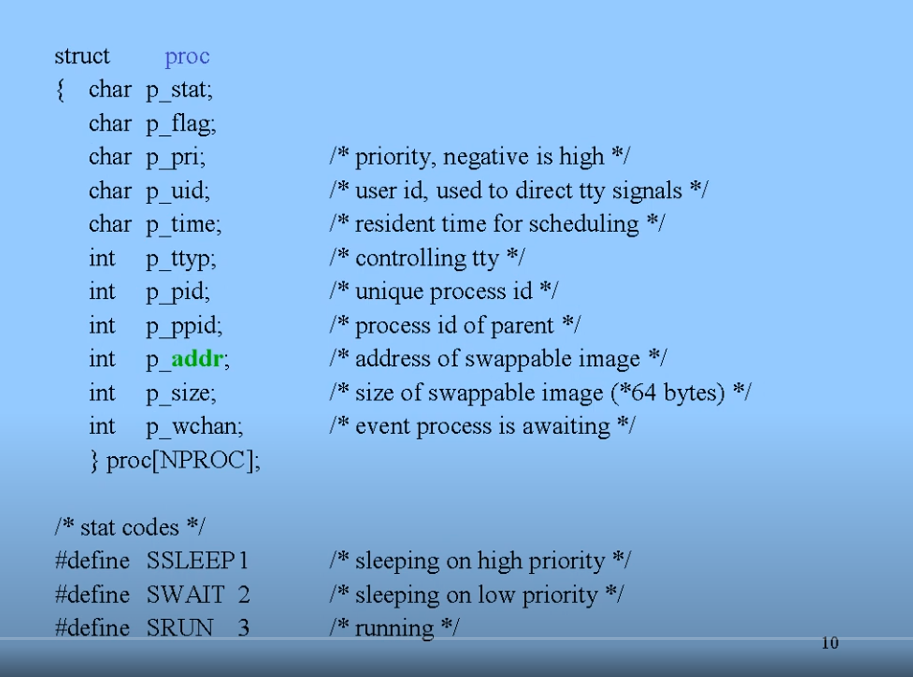 struct proc
{ char p_stat;
char p_flag;
char p_pri; /* priority, negative is high */
char p_uid; /* user id, used to direct tty signals */
char p_time; /* resident time for scheduling */
int p_ttyp; /* controlling tty */
int p_pid; /* unique process id */
int p_ppid; /* process id of parent */
int p_addr; /* address of swappable image */
int p_size; /* size of swappable image (*64 bytes) */
int p_wchan; /* event process is awaiting */
} proc[NPROC];
/* stat codes */
#define SSLEEP 1 /* sleeping on high priority */
#define SWAIT 2 /* sleeping on low priority */
#define SRUN 3 /* running */
10